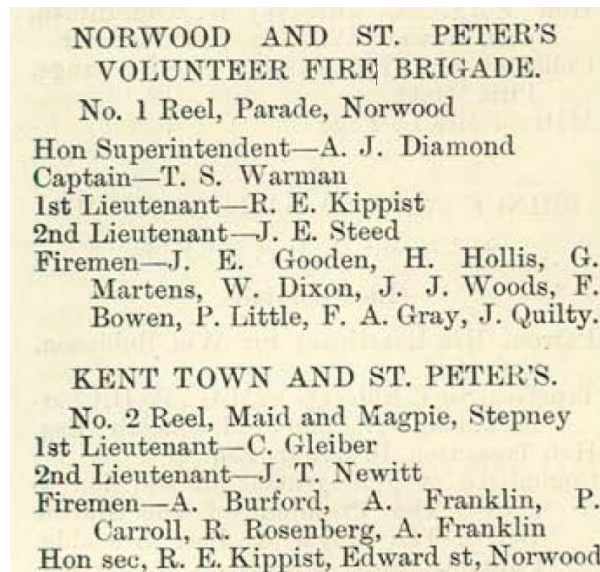 NORWOOD AND ST. PETER'S
VOLUNTEER FIRE BRIGADE.
No. 1 Reel, Parade, Norwood
Hon Superintendent—A. J. Diamond
Captain—T. S. Warman
1st Lieutenant—R. E. Kippist
2nd Lieutenant—J. E. Steed
Firemen—J. E. Gooden, H. Hollis, G.
Martens, W. Dixon, J. J. Woods, F.
Bowen, P. Little, F. A. Gray, J. Quilty.
KENT TOWN AND ST. PETER'S.
No. 2 Reel, Maid and Magpie, Stepney
1st Lieutenant—C. Gleiber
2nd Lieutenant—J. T. Newitt
Firemen—A. Burford, A. Franklin, P.
Carroll, R. Rosenberg, A. Franklin
Hon sec, R. E. Kippist, Edward st, Norwood